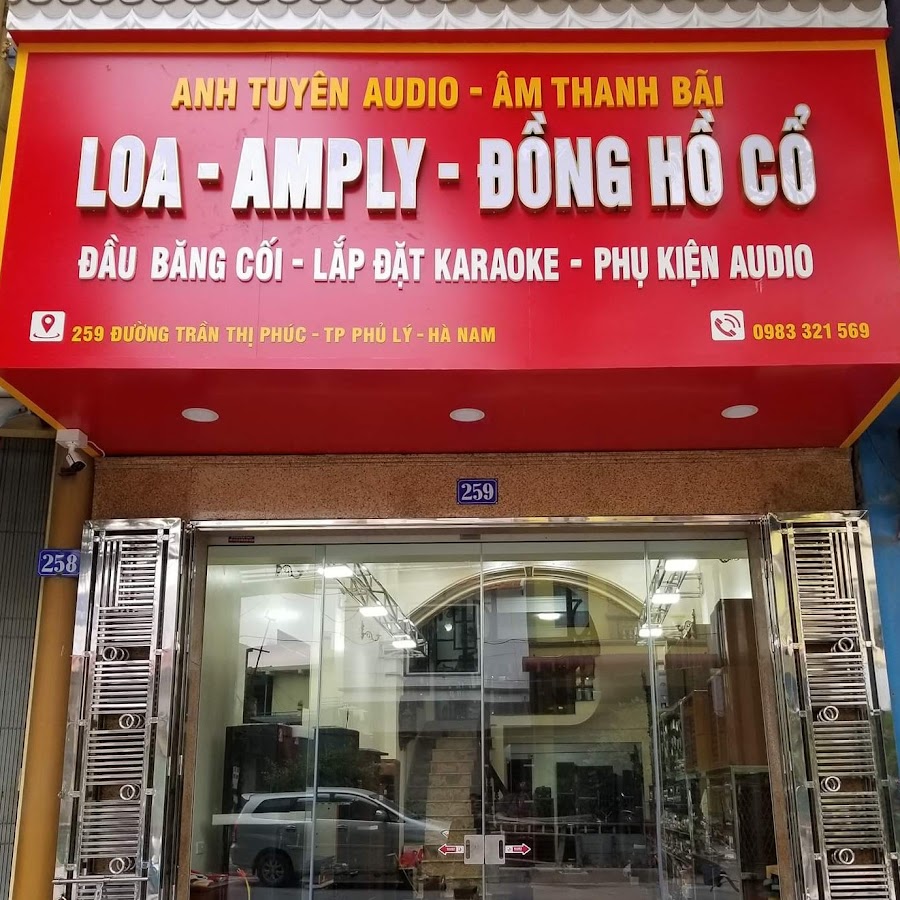 ANH TUYÊN AUDIO - ÂM THANH BÃI
LOA - AMPLY - ĐỒNG HỒ CỔ
ĐẦU BĂNG CỐI - LẮP ĐẶT KARAOKE - PHỤ KIỆN AUDIO
259 ĐƯỜNG TRẦN THỊ PHÚC - TP PHỦ LÝ - HÀ NAM
0983 321 569
259
258